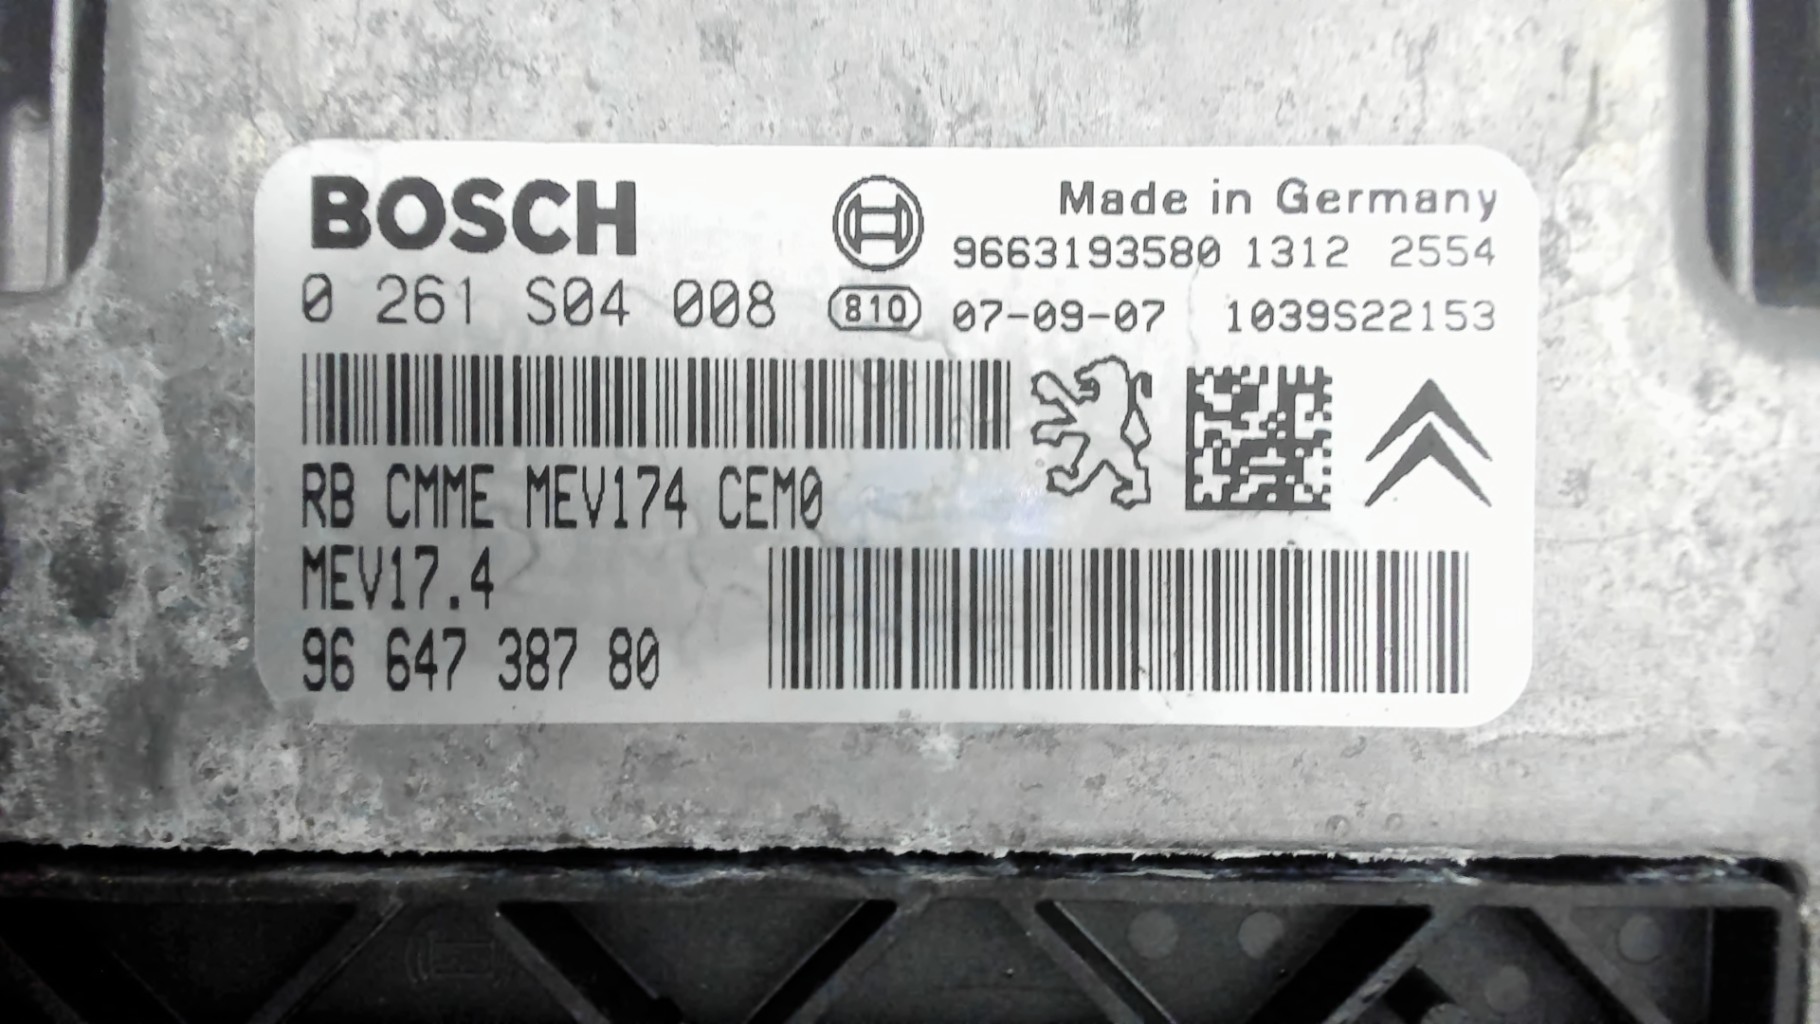 BOSCH
Made in Germany
9663193580 1312 2554
0 261 S04 008
810 07-09-07 1039S22153
RB CMME MEV174 CEM0
MEV17.4
96 647 387 80